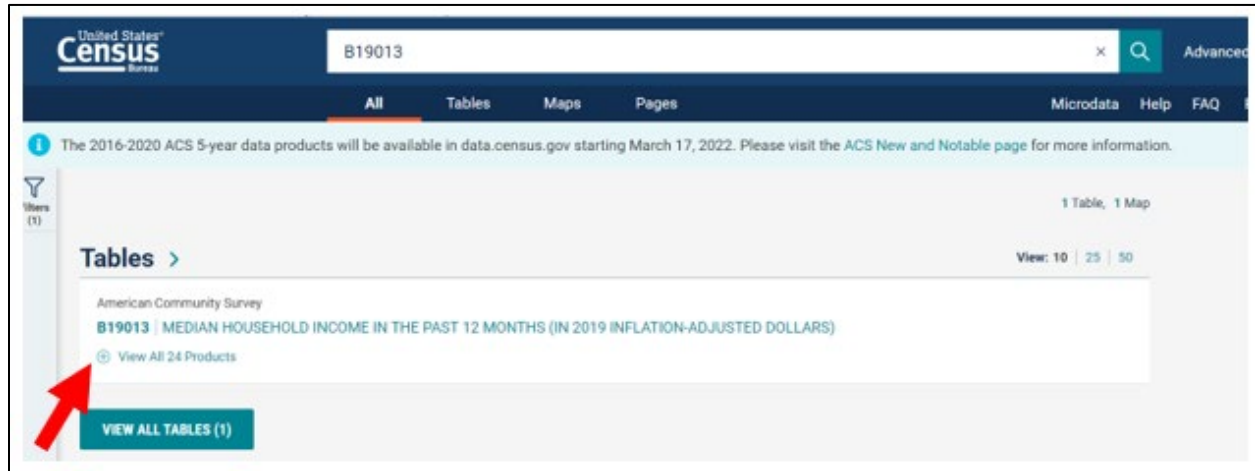 United States®
Census
Bureau
B19013 ×
Advanced
All Tables Maps Pages Microdata Help FAQ
The 2016-2020 ACS 5-year data products will be available in data.census.gov starting March 17, 2022. Please visit the ACS New and Notable page for more information.
(1)
1 Table, 1 Map
Tables >
View: 10 | 25 | 50
American Community Survey
B19013 | MEDIAN HOUSEHOLD INCOME IN THE PAST 12 MONTHS (IN 2019 INFLATION-ADJUSTED DOLLARS)
View All 24 Products
VIEW ALL TABLES (1)